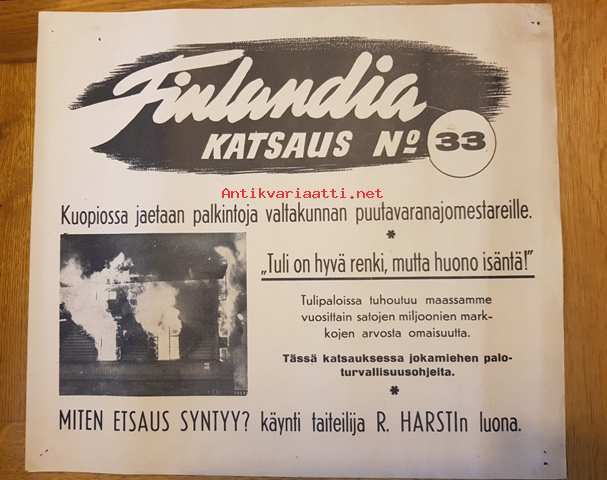 Finlandia
KATSAUS Nº 33
Antikvariaatti.net
Kuopiossa jaetaan palkintoja valtakunnan puutavaranajomestareille.
*
„Tuli on hyvä renki, mutta huono isäntä!"
Tulipaloissa tuhoutuu maassamme
vuosittain satojen miljoonien mark-
kojen arvosta omaisuutta.
Tässä katsauksessa jokamiehen palo-
turvallisuusohjeita.
*
MITEN ETSAUS SYNTYY? käynti taiteilija R. HARSTIn luona.